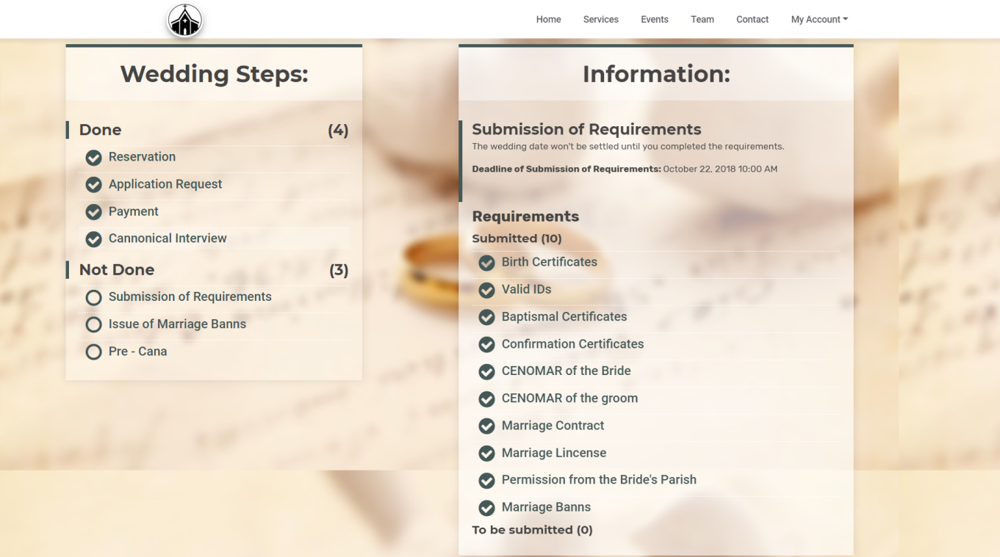 Home Services Events Team Contact My Account
Wedding Steps:
Done (4)
Reservation
Application Request
Payment
Cannonical Interview
Not Done (3)
Submission of Requirements
Issue of Marriage Banns
Pre - Cana
Information:
Submission of Requirements
The wedding date won't be settled until you completed the requirements.
Deadline of Submission of Requirements: October 22, 2018 10:00 AM
Requirements
Submitted (10)
Birth Certificates
Valid IDs
Baptismal Certificates
Confirmation Certificates
CENOMAR of the Bride
CENOMAR of the groom
Marriage Contract
Marriage Lincense
Permission from the Bride's Parish
Marriage Banns
To be submitted (0)